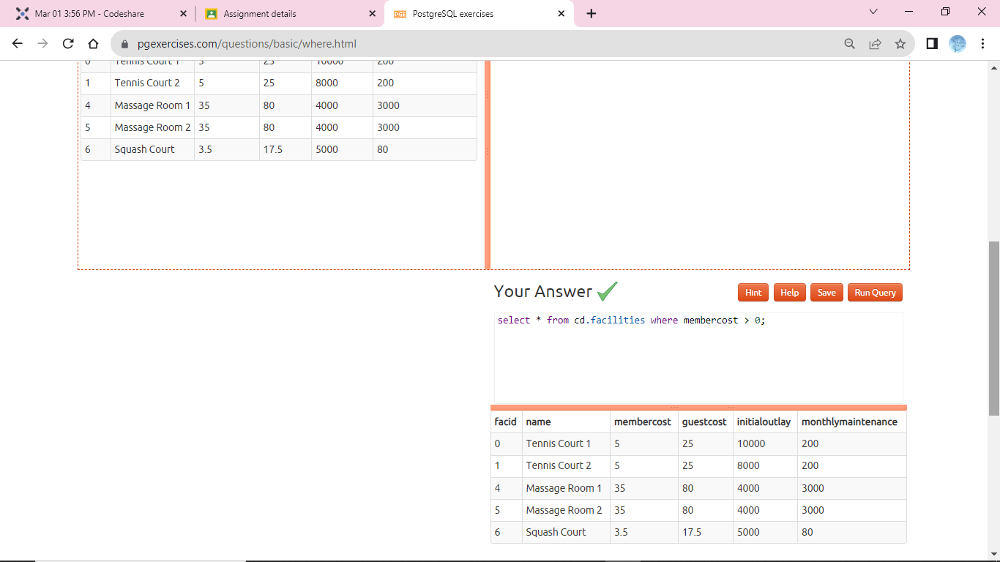 Mar 01 3:56 PM - Codeshare
Assignment details
PGE PostgreSQL exercises
pgexercises.com/questions/basic/where.html
0 Tennis Court 1 5 25 10000 200
1 Tennis Court 2 5 25 8000 200
4 Massage Room 1 35 80 4000 3000
5 Massage Room 2 35 80 4000 3000
6 Squash Court 3.5 17.5 5000 80
Your Answer
Hint Help Save Run Query
select * from cd.facilities where membercost > 0;
facid name membercost guestcost initialoutlay monthlymaintenance
0 Tennis Court 1 5 25 10000 200
1 Tennis Court 2 5 25 8000 200
4 Massage Room 1 35 80 4000 3000
5 Massage Room 2 35 80 4000 3000
6 Squash Court 3.5 17.5 5000 80